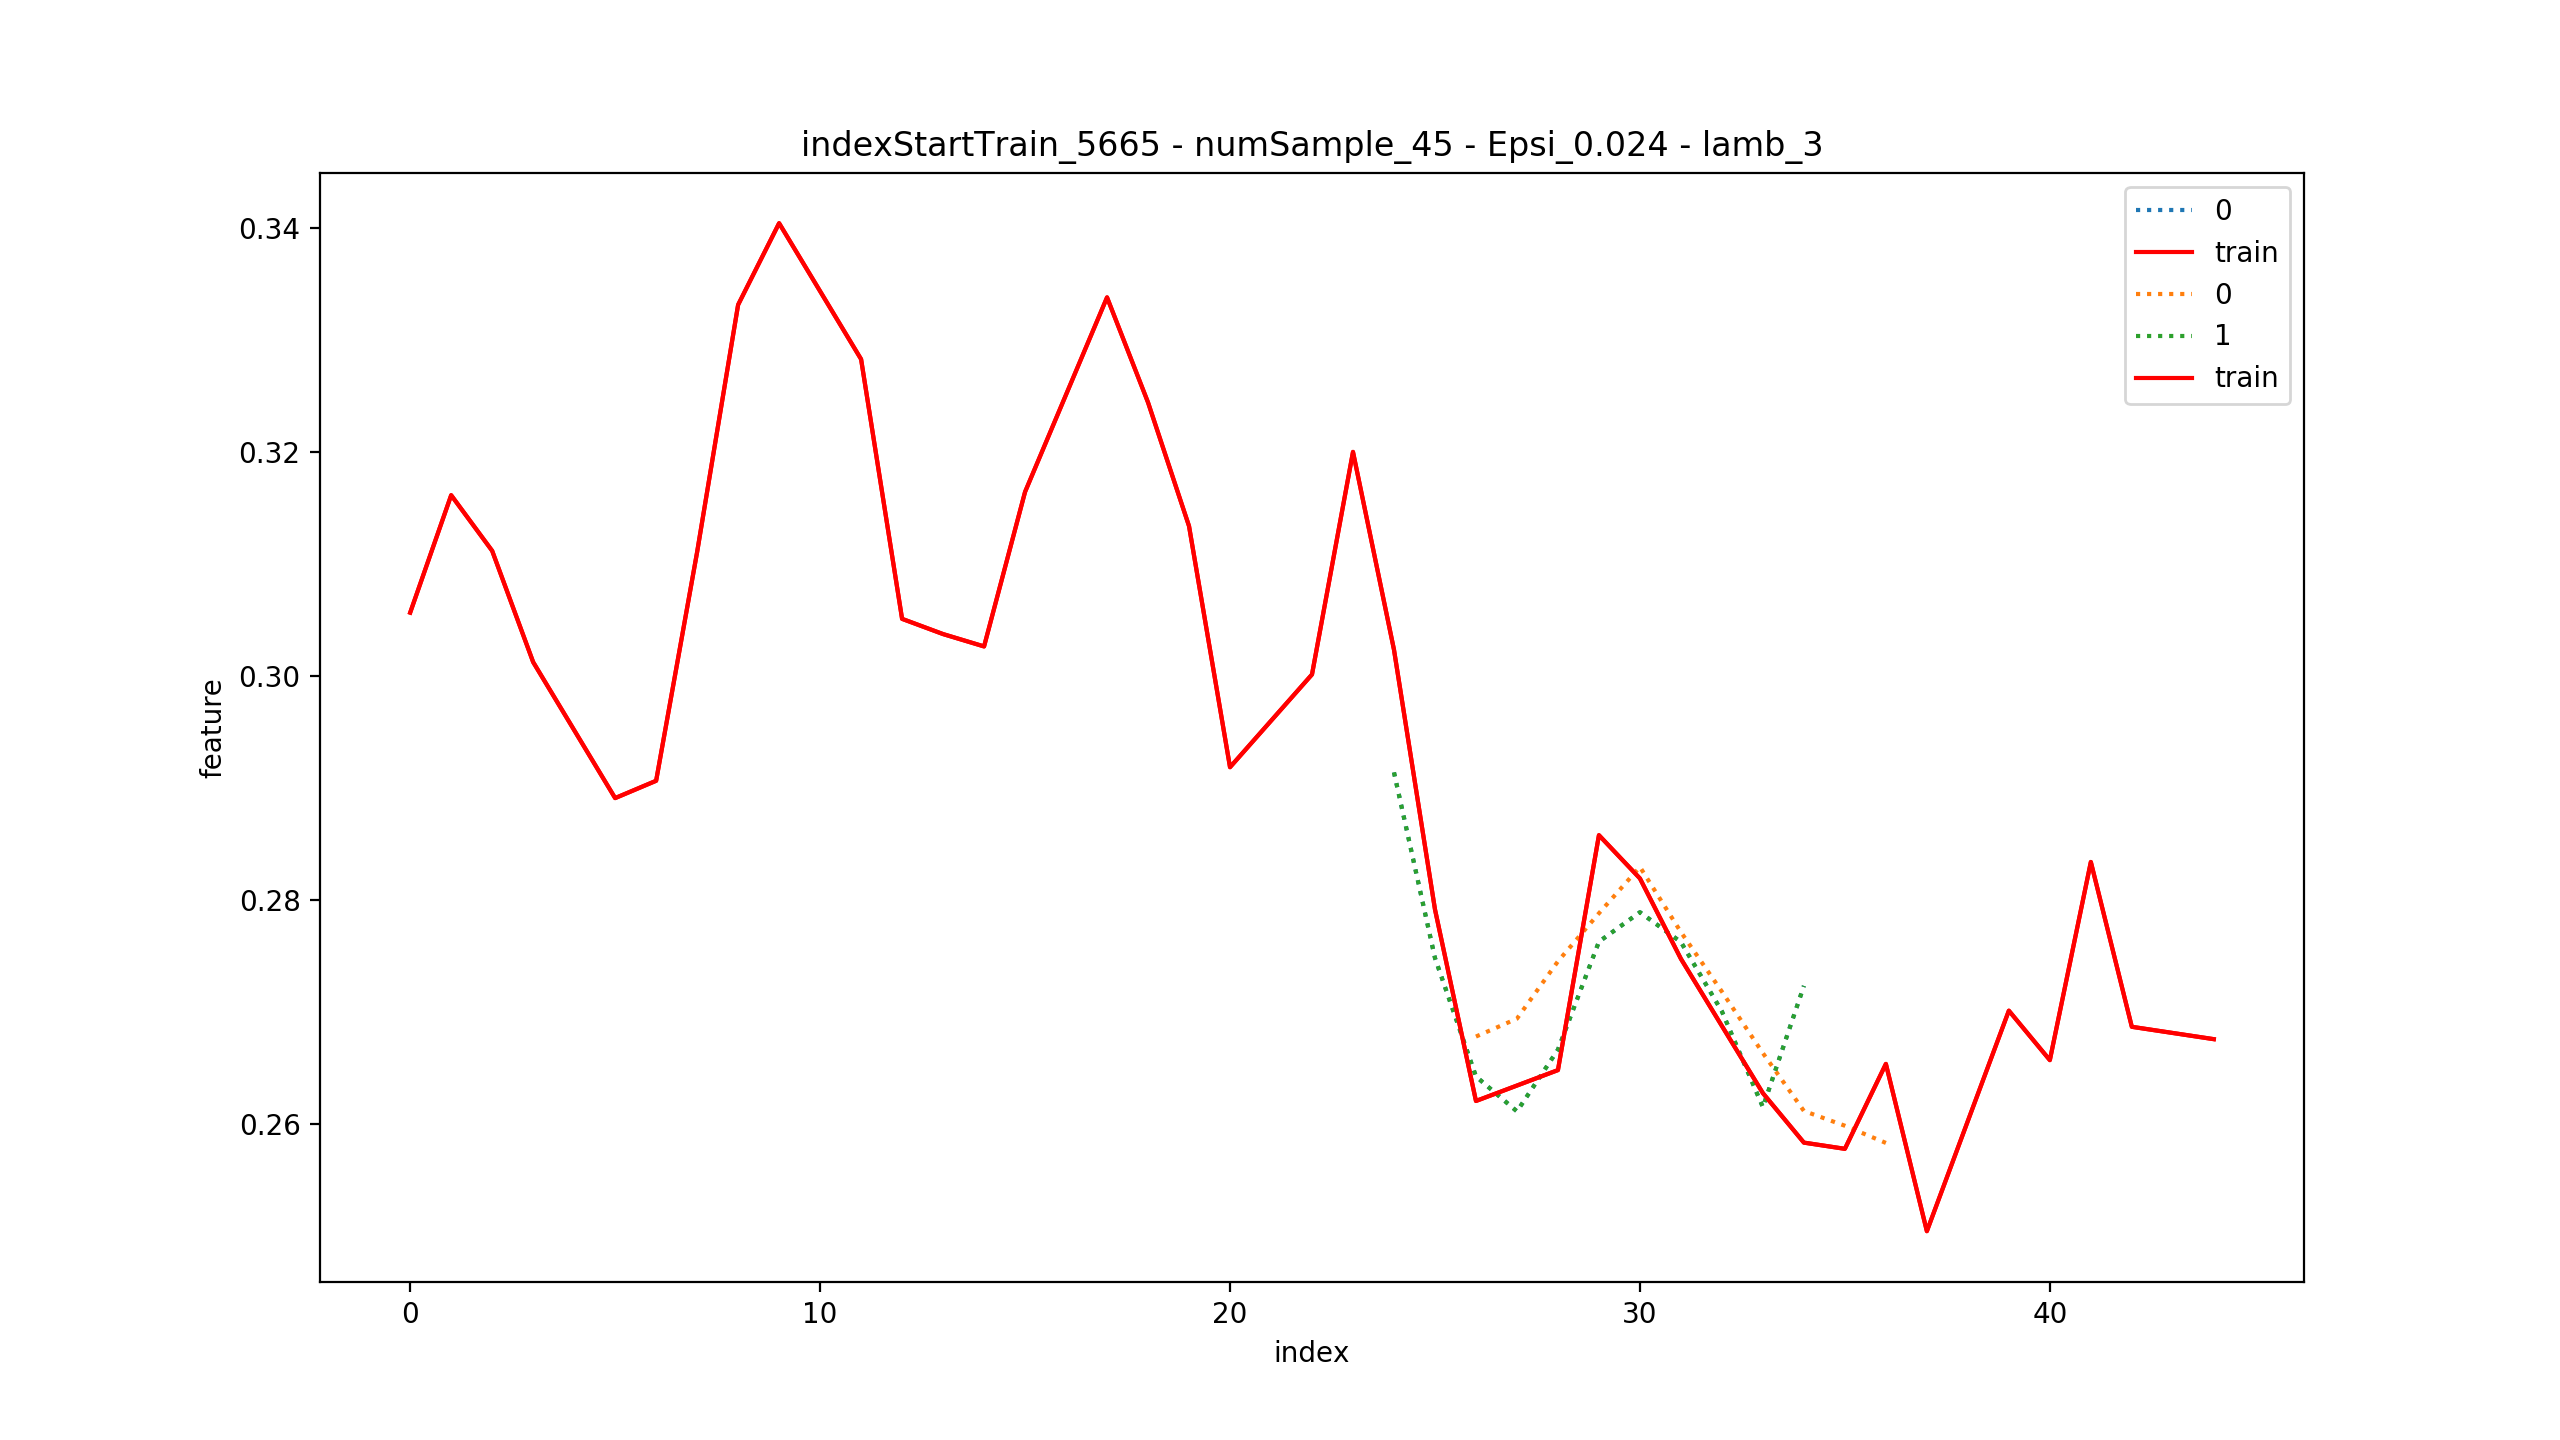 indexStartTrain_5665 - numSample_45 - Epsi_0.024 - lamb_3
0
train
0
1
train
0.34
0.32
0.30
0.28
0.26
feature
0 10 20 30 40
index